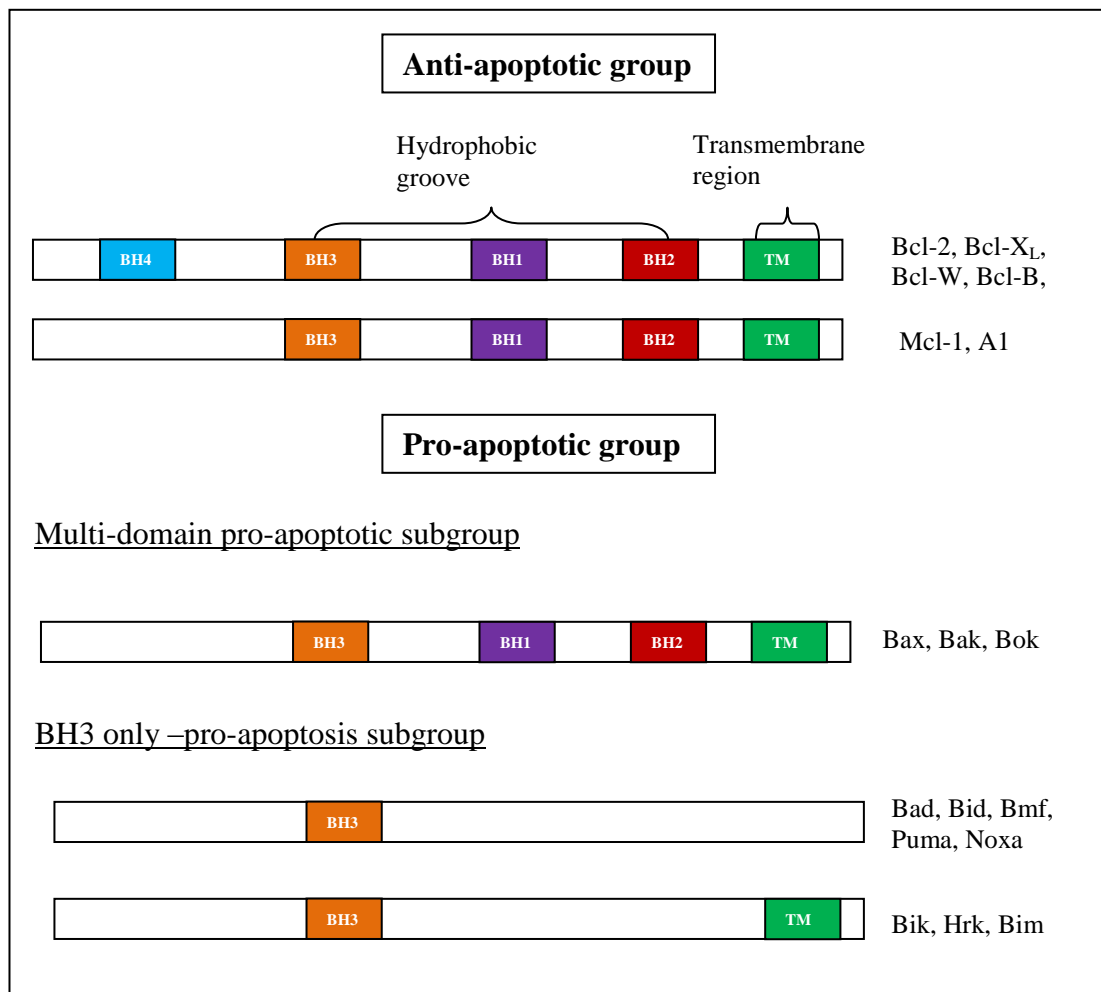 Anti-apoptotic group
Hydrophobic
groove
Transmembrane
region
BH4 BH3 BH1 BH2 TM
Bcl-2, Bcl-X_L,
Bcl-W, Bcl-B,
BH3 BH1 BH2 TM
Mcl-1, A1
Pro-apoptotic group
Multi-domain pro-apoptotic subgroup
BH3 BH1 BH2 TM
Bax, Bak, Bok
BH3 only –pro-apoptosis subgroup
BH3
Bad, Bid, Bmf,
Puma, Noxa
BH3 TM
Bik, Hrk, Bim